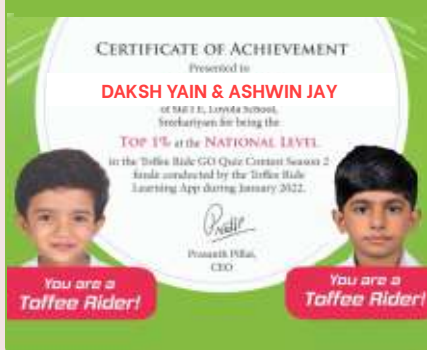 CERTIFICATE OF ACHIEVEMENT
Presented to
DAKSH YAIN & ASHWIN JAY
of Std I E, Loyola School,
Sreekariyam for being the
TOP 1% at the NATIONAL LEVEL
in the Toffee Ride GO Quiz Contest Season 2
finale conducted by the Toffee Ride
Learning App during January 2022.
Prasanth Pillai,
CEO
You are a
Toffee Rider!
You are a
Toffee Rider!